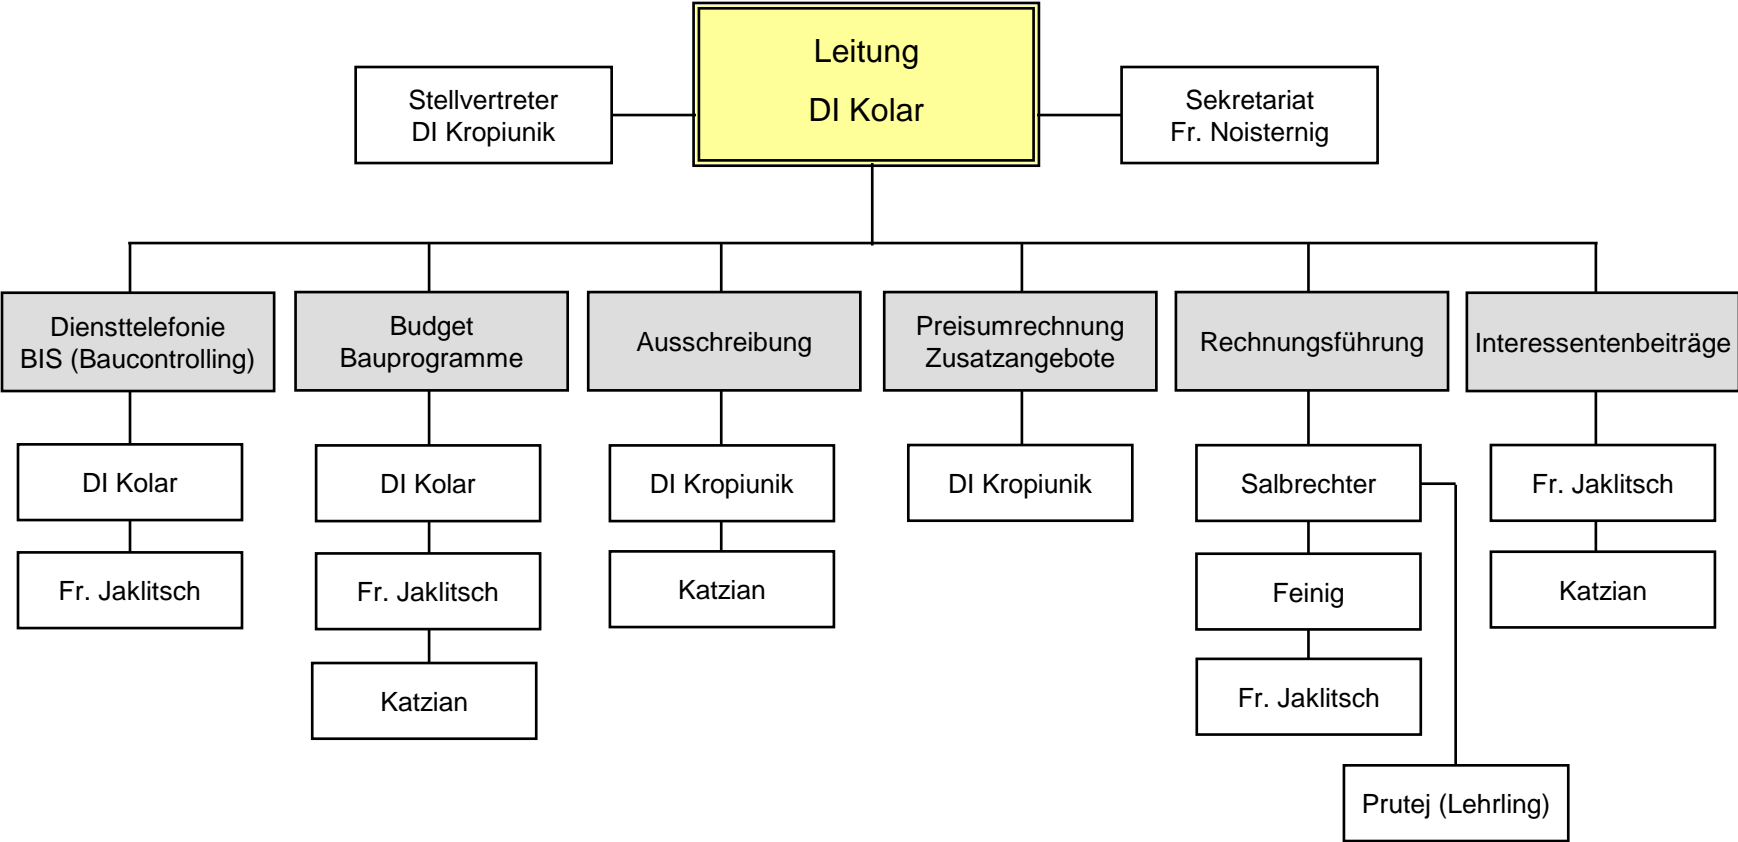 Leitung
DI Kolar
Stellvertreter
DI Kropiunik
Sekretariat
Fr. Noisternig
Diensttelefonie
BIS (Baucontrolling)
Budget
Bauprogramme
Ausschreibung
Preisumrechnung
Zusatzangebote
Rechnungsführung
Interessentenbeiträge
DI Kolar
DI Kolar
DI Kropiunik
DI Kropiunik
Salbrechter
Fr. Jaklitsch
Fr. Jaklitsch
Fr. Jaklitsch
Katzian
Feinig
Katzian
Katzian
Fr. Jaklitsch
Prutej (Lehrling)